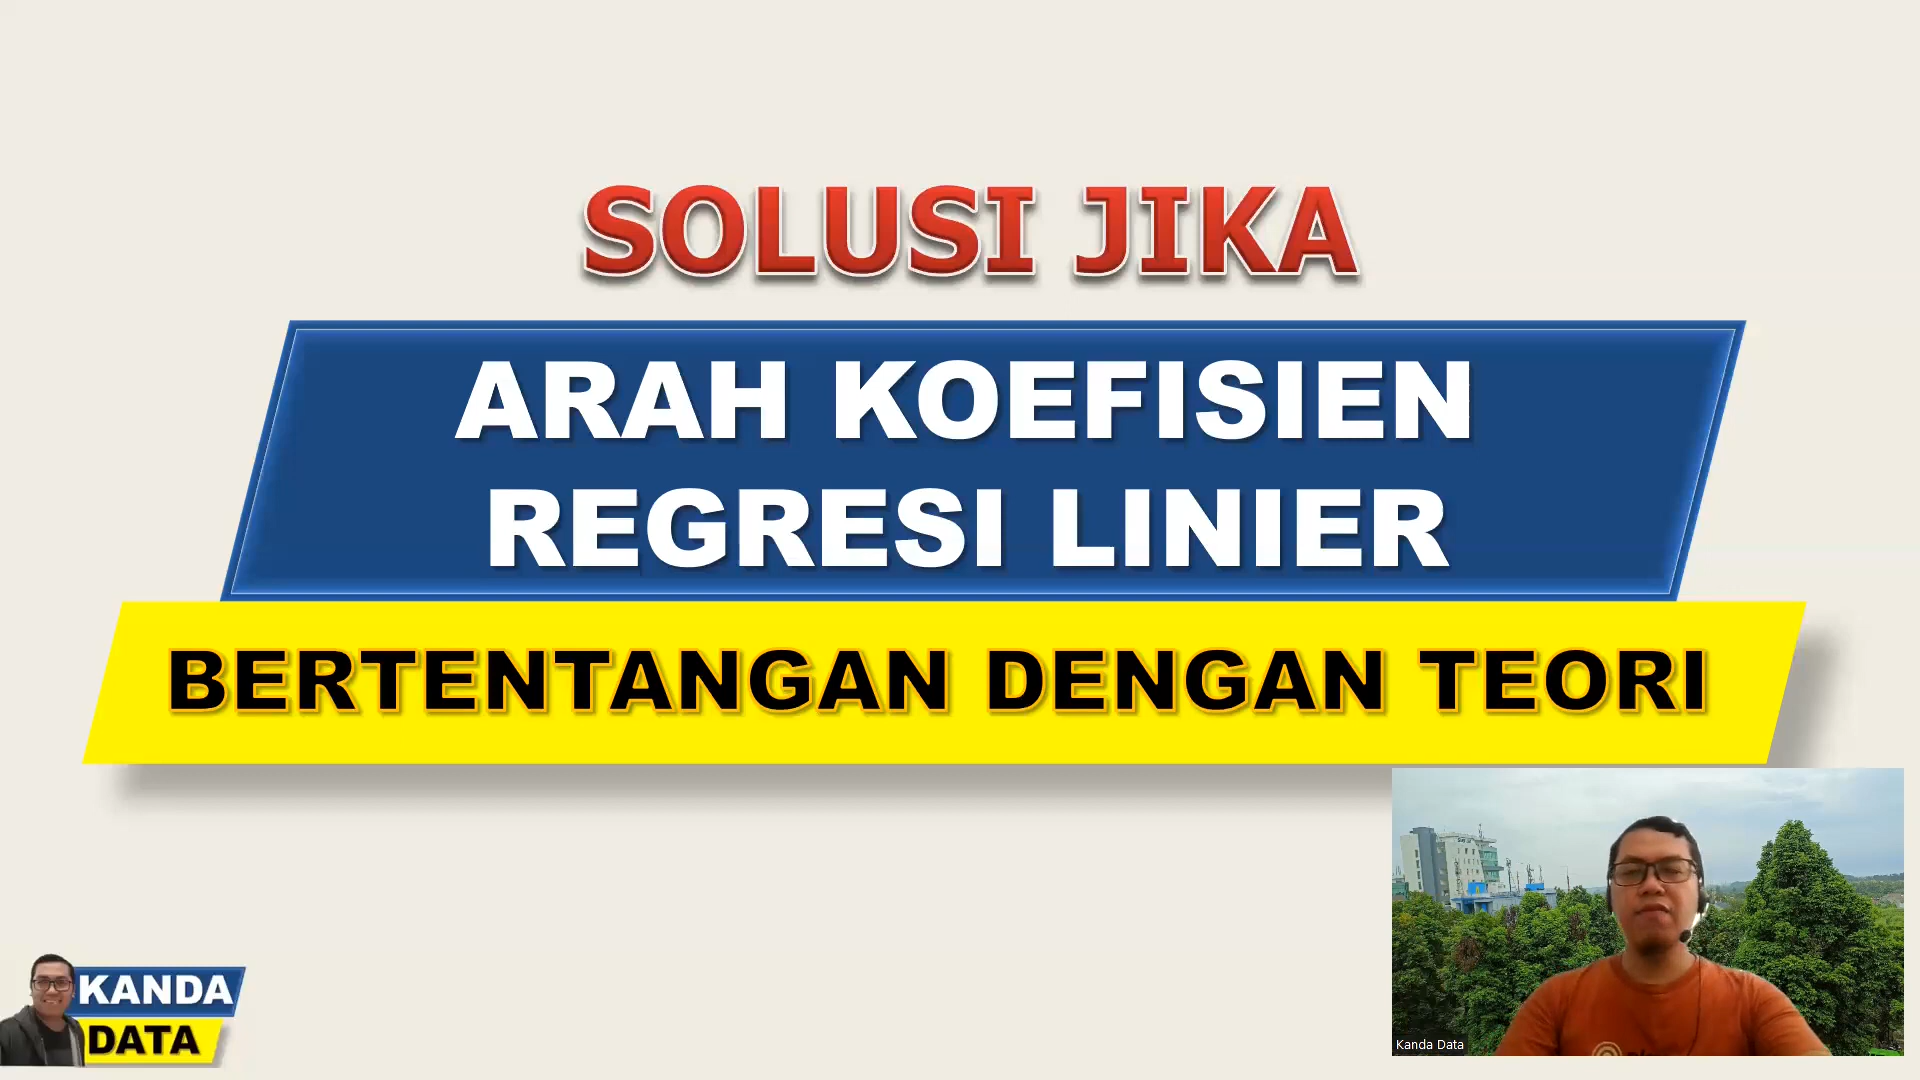 SOLUSI JIKA
ARAH KOEFISIEN
REGRESI LINIER
BERTENTANGAN DENGAN TEORI
KANDA
DATA
Kanda Data